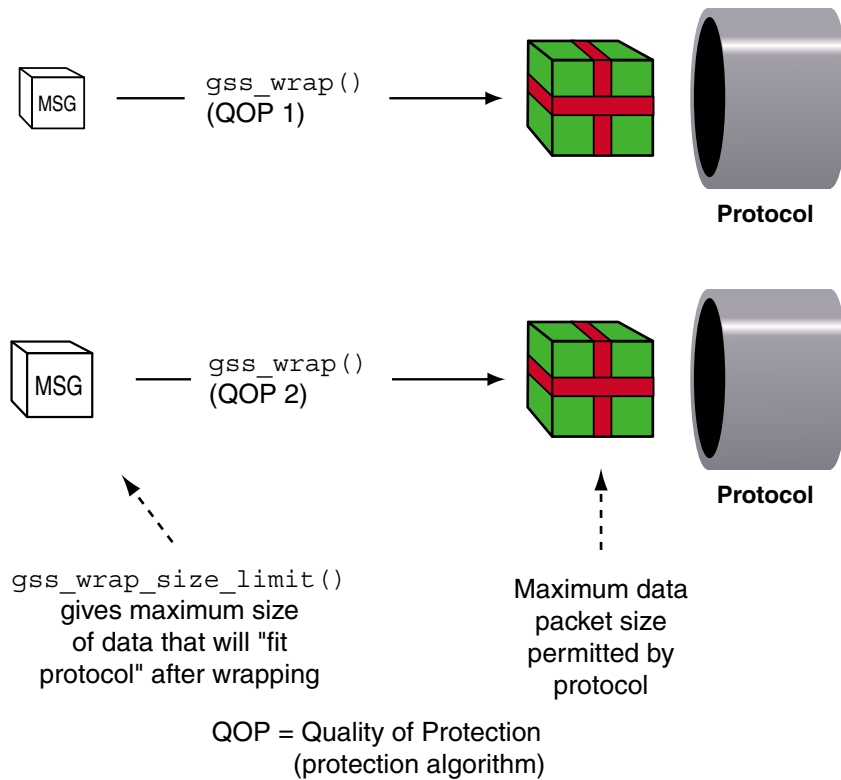 MSG
gss_wrap()
(QOP 1)
Protocol
MSG
gss_wrap()
(QOP 2)
Protocol
gss_wrap_size_limit()
gives maximum size
of data that will "fit
protocol" after wrapping
Maximum data
packet size
permitted by
protocol
QOP = Quality of Protection
(protection algorithm)